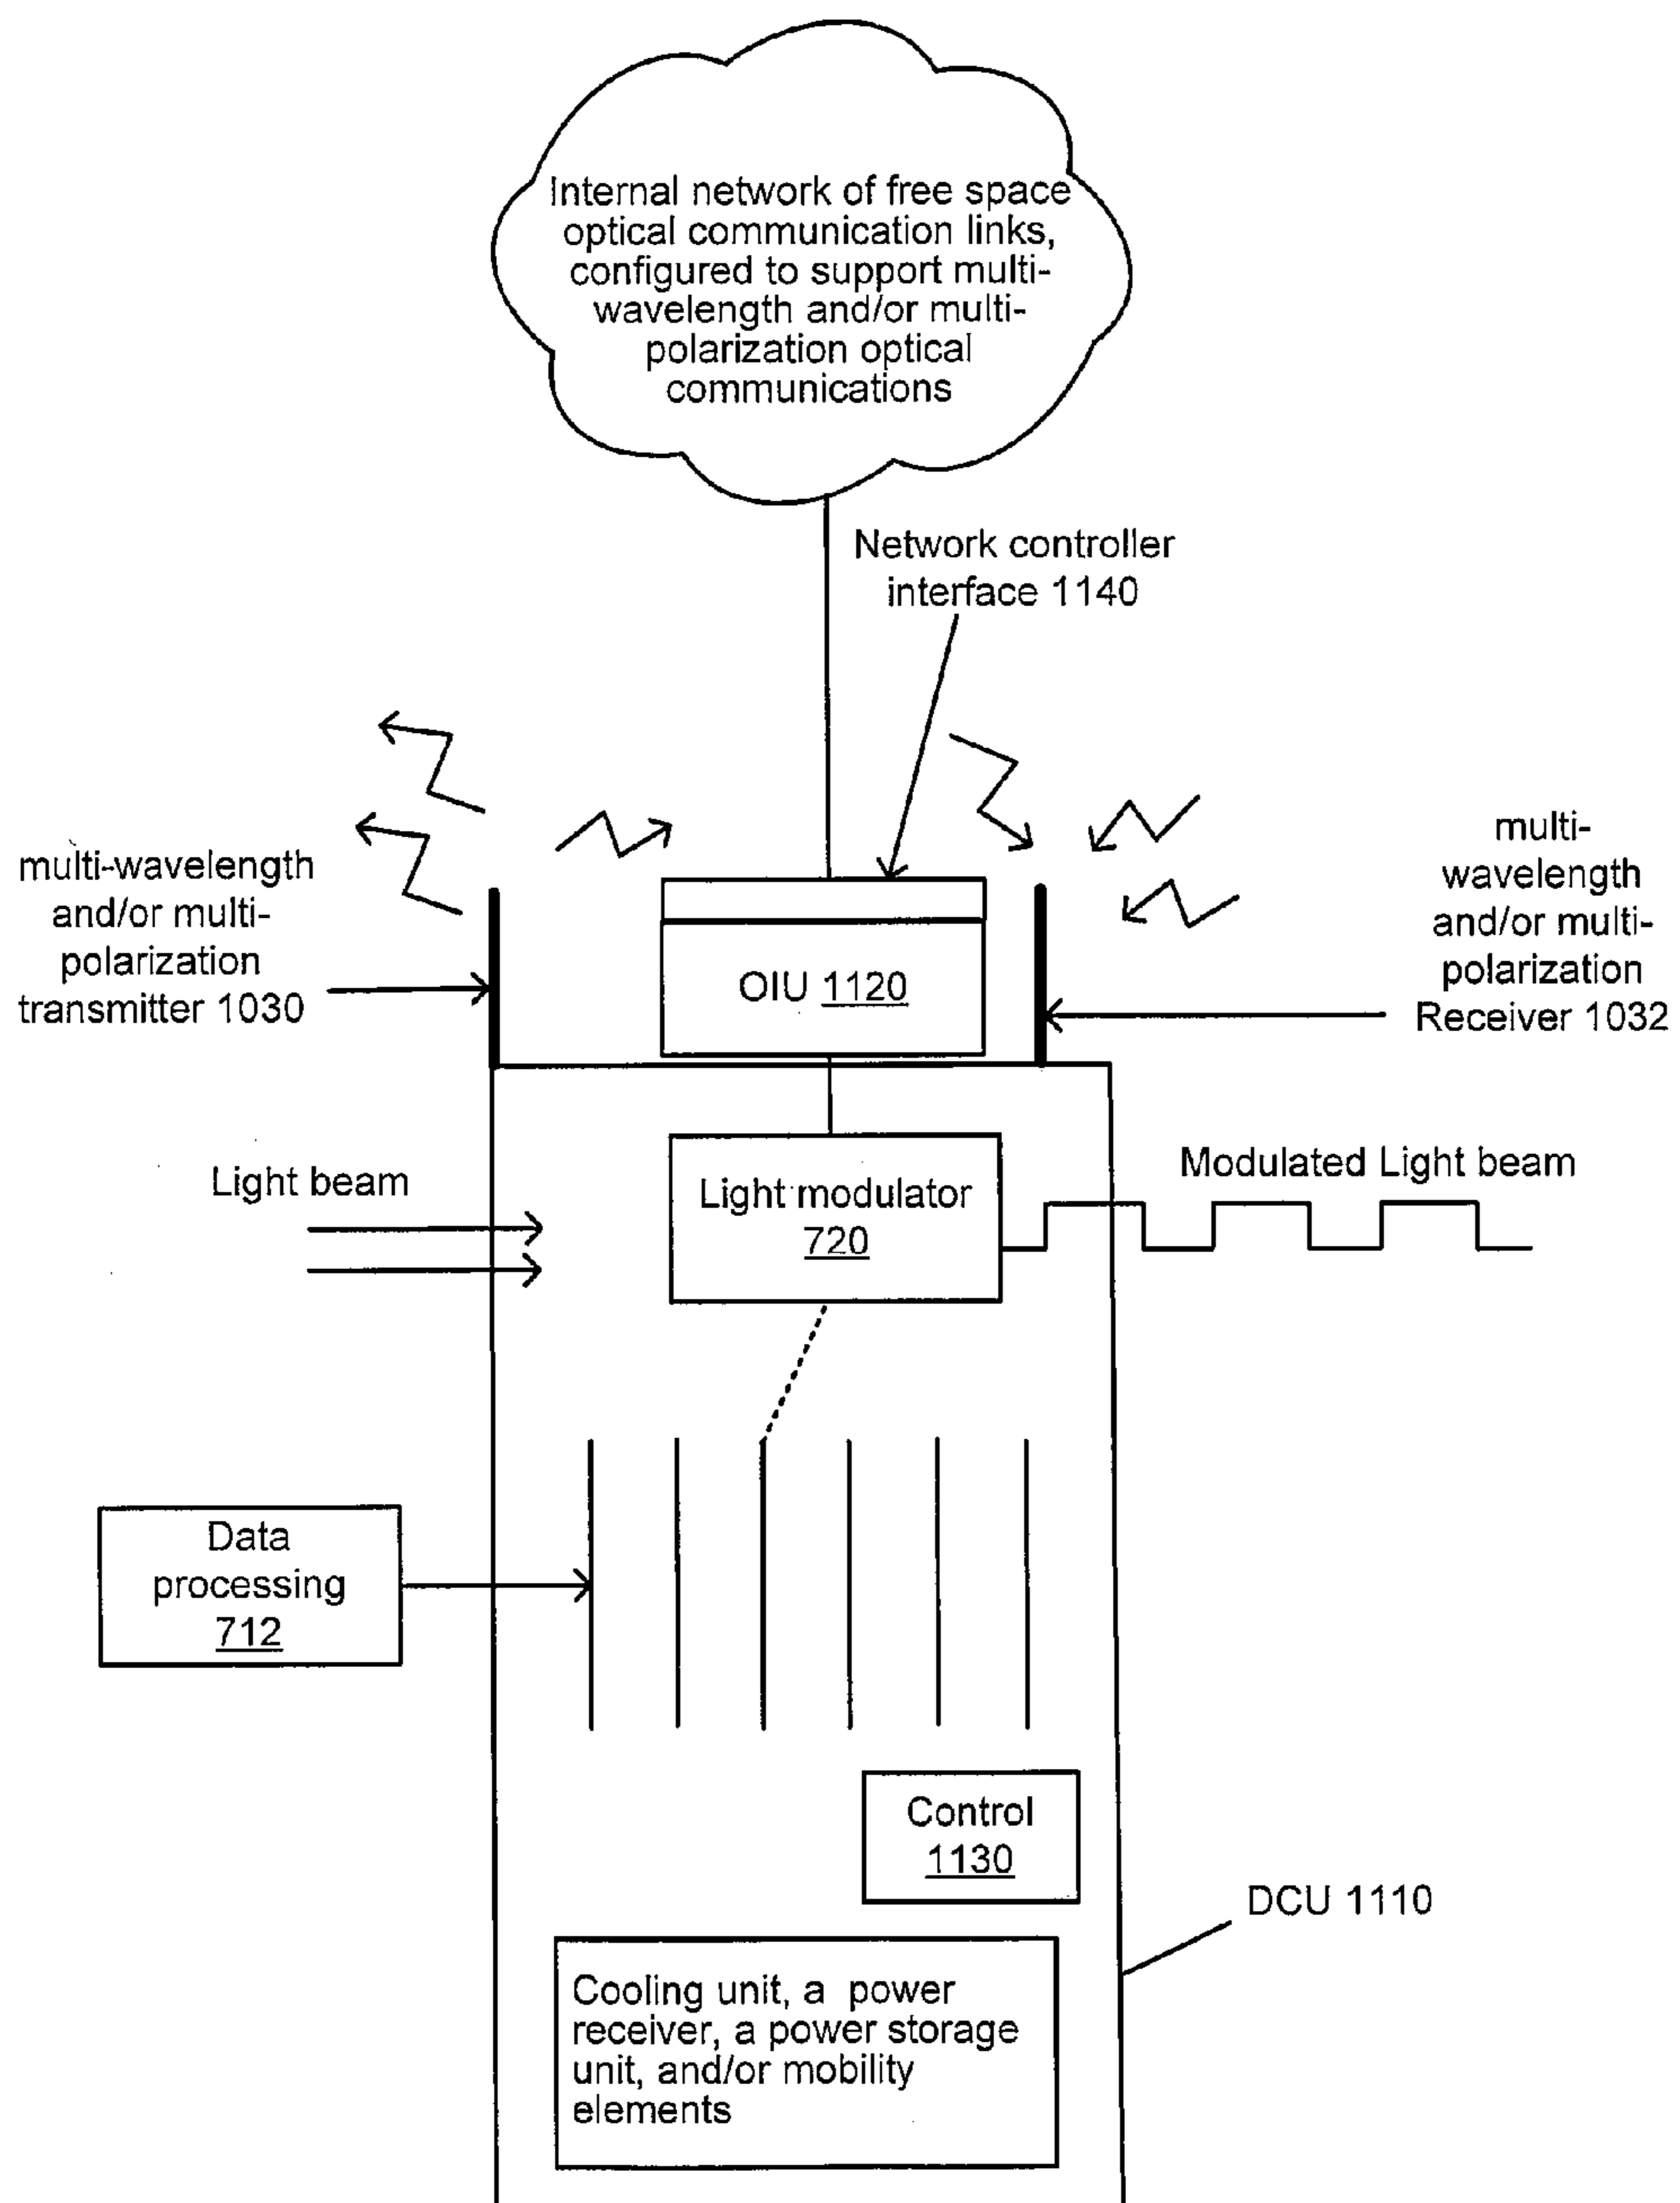 Internal network of free space
optical communication links,
configured to support multi-
wavelength and/or multi-
polarization optical
communications
Network controller
interface 1140
multi-wavelength
and/or multi-
polarization
transmitter 1030
OIU 1120
multi-
wavelength
and/or multi-
polarization
Receiver 1032
Light beam
Light modulator
720
Modulated Light beam
Data
processing
712
Control
1130
DCU 1110
Cooling unit, a power
receiver, a power storage
unit, and/or mobility
elements